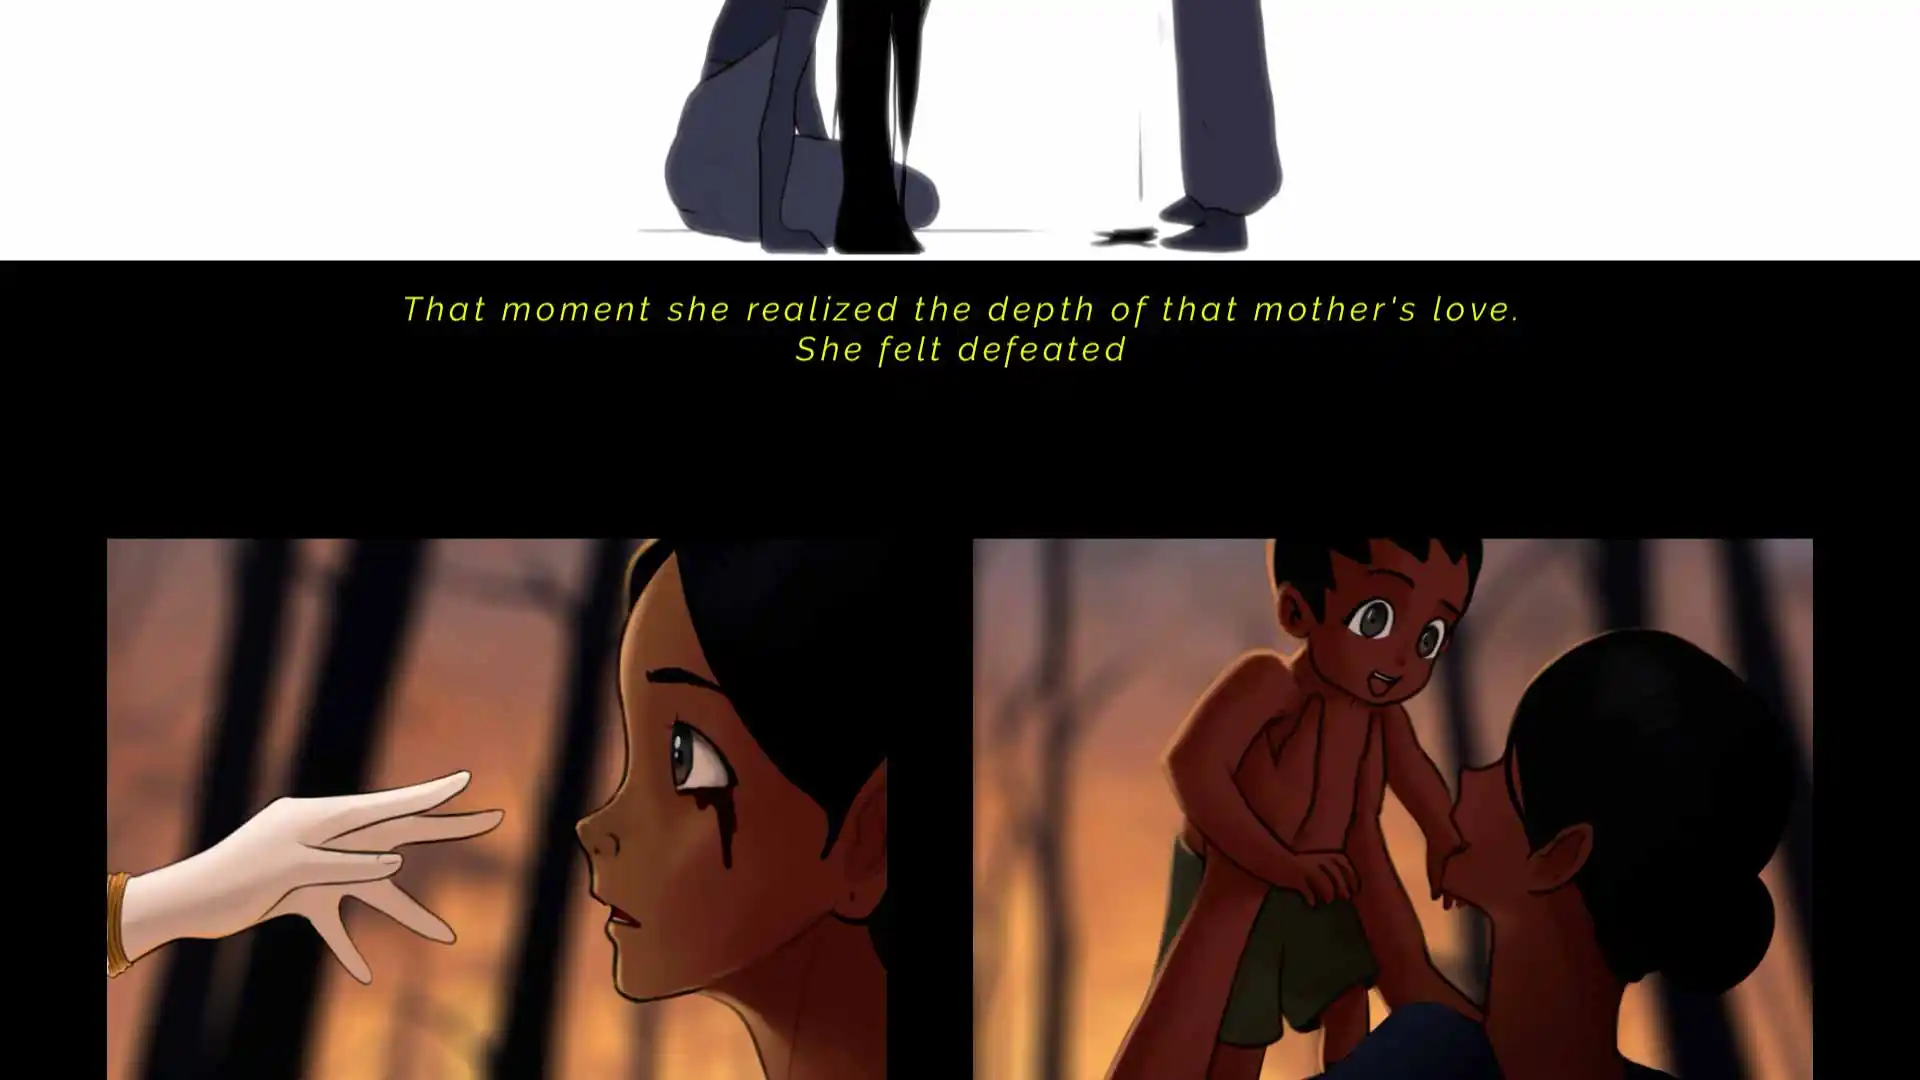 That moment she realized the depth of that mother's love.
She felt defeated